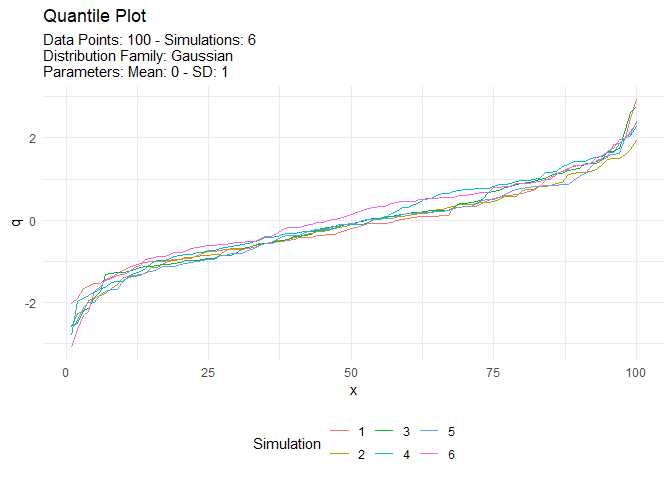 Quantile Plot
Data Points: 100 - Simulations: 6
Distribution Family: Gaussian
Parameters: Mean: 0 - SD: 1
q
2
0
-2
0 25 50 75 100
x
Simulation
1 3 5
2 4 6